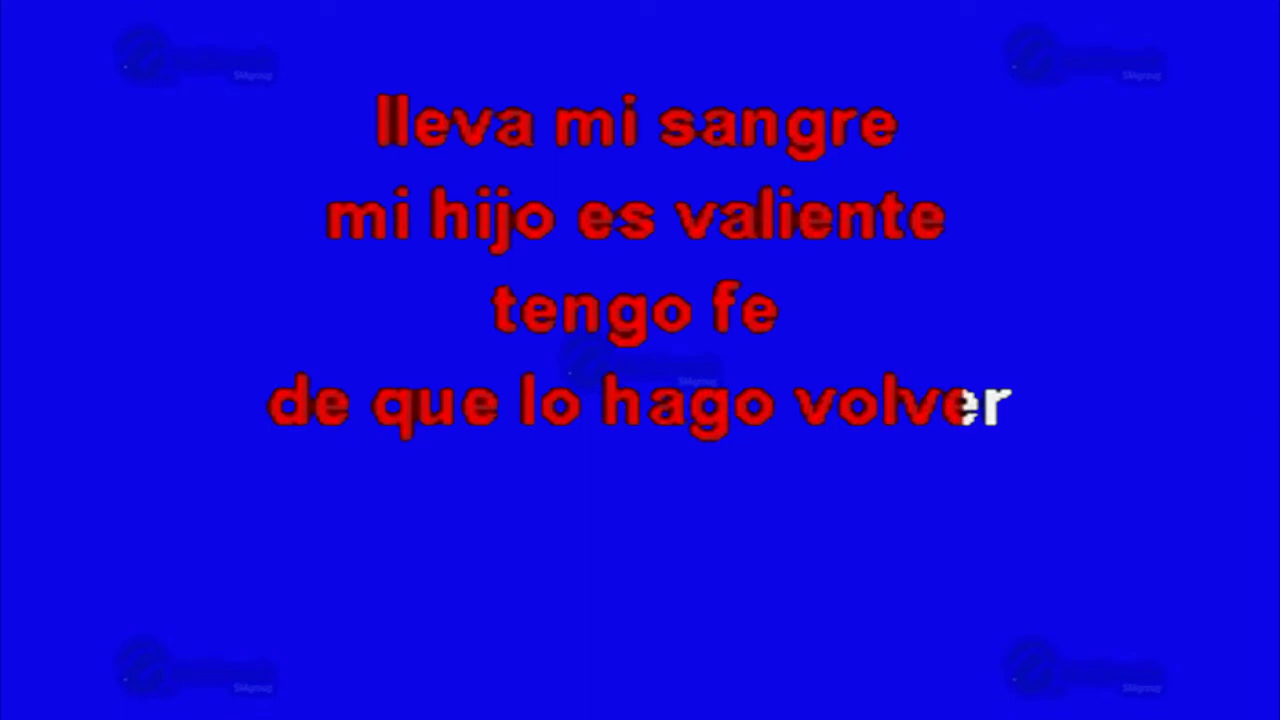 lleva mi sangre
mi hijo es valiente
tengo fe
de que lo hago volver